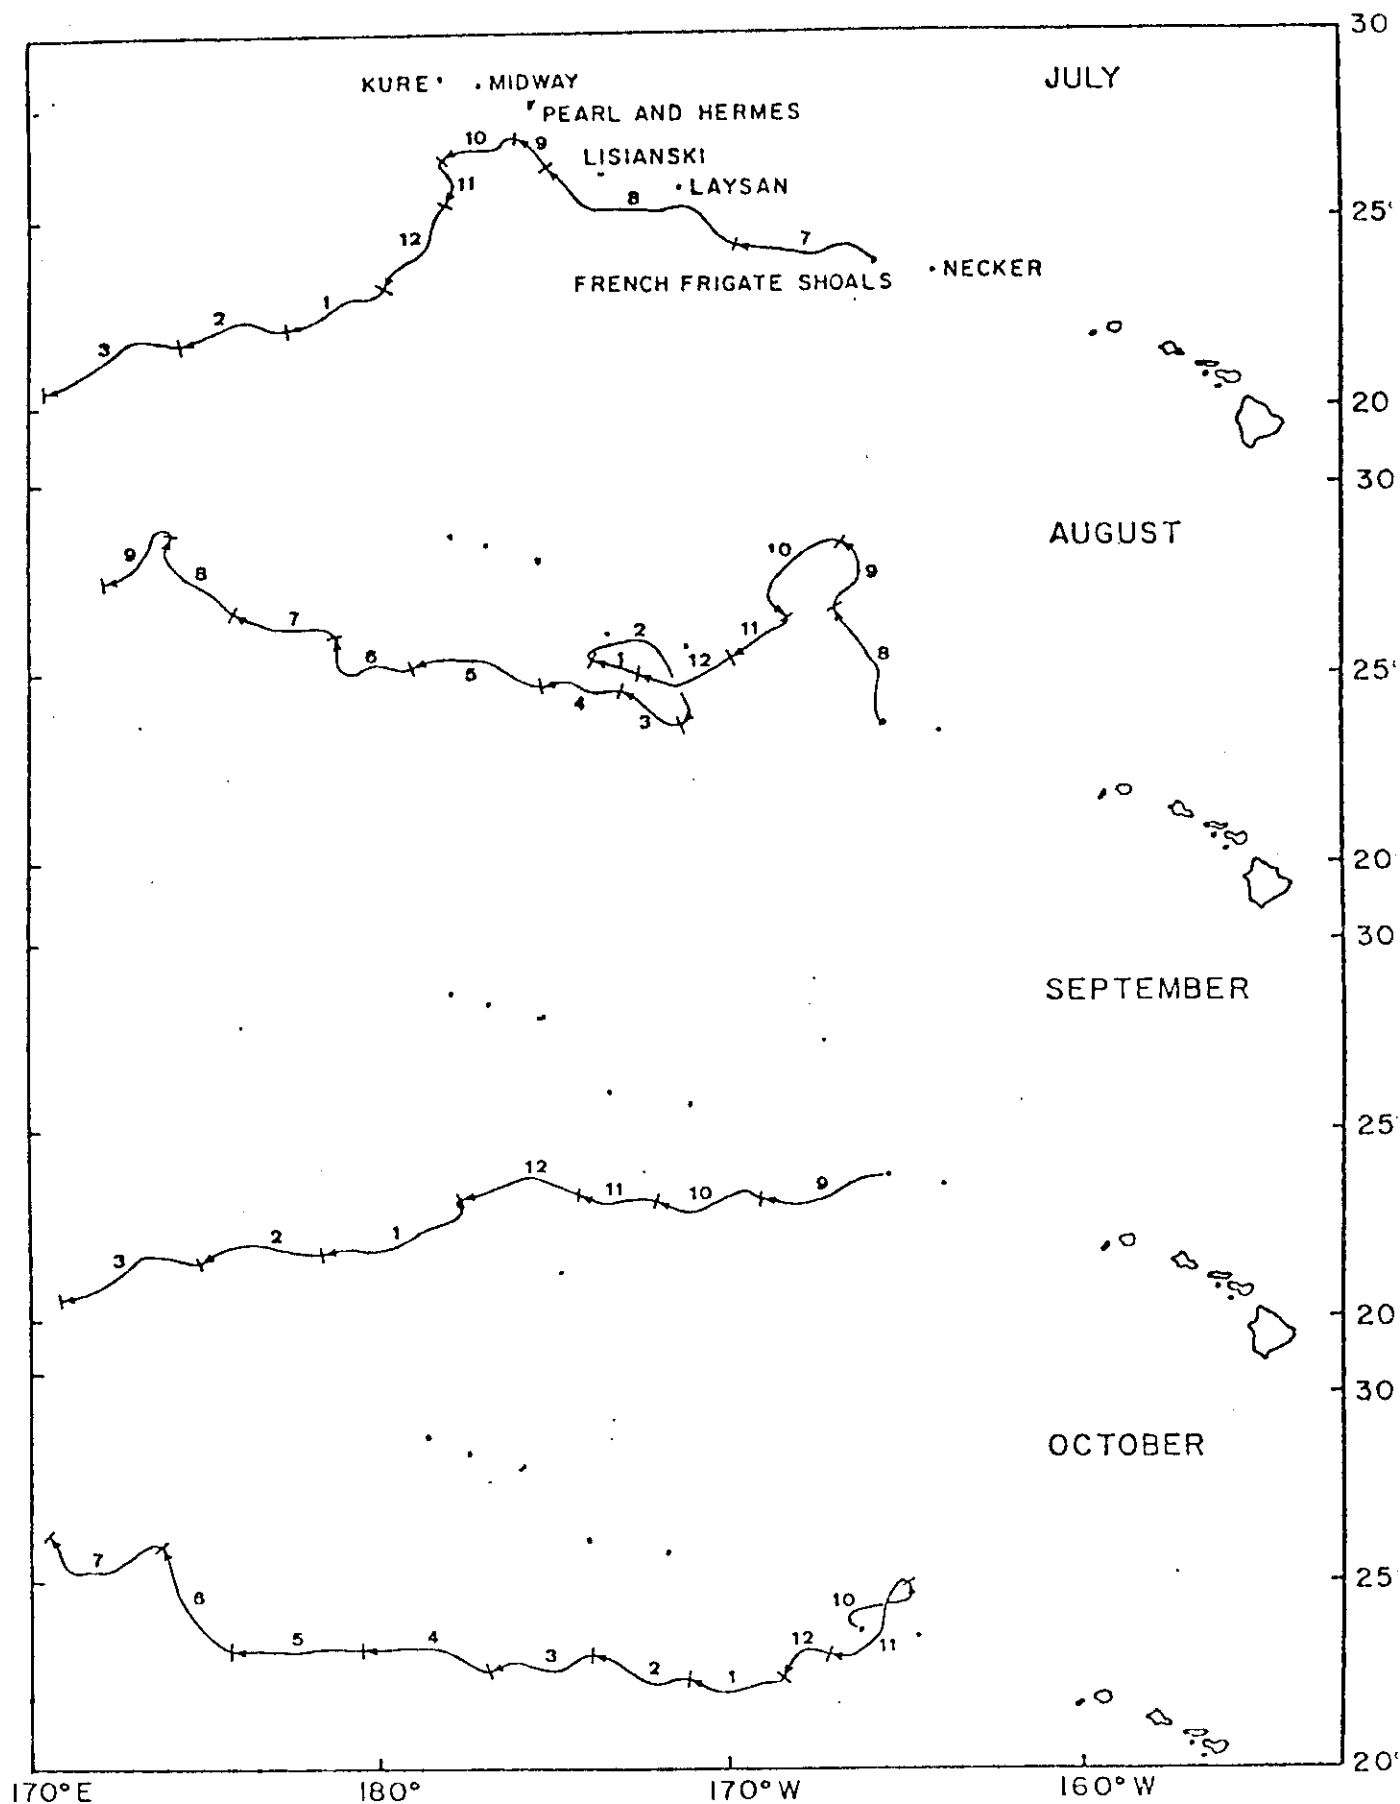 30
JULY
KURE MIDWAY
PEARL AND HERMES
10 9
LISIANSKI
11 LAYSAN
8
25°
12 7
NECKER
FRENCH FRIGATE SHOALS
1
2
3
20
30
AUGUST
10
9 9
8
7 2 11
6 1 12 8
5 25°
4
3
20°
30
SEPTEMBER
25°
12
11 10 9
2 1
3
20
30
OCTOBER
7 25°
6 10
5 4 12 11
3 2 1
20°
170°E 180° 170°W 160°W